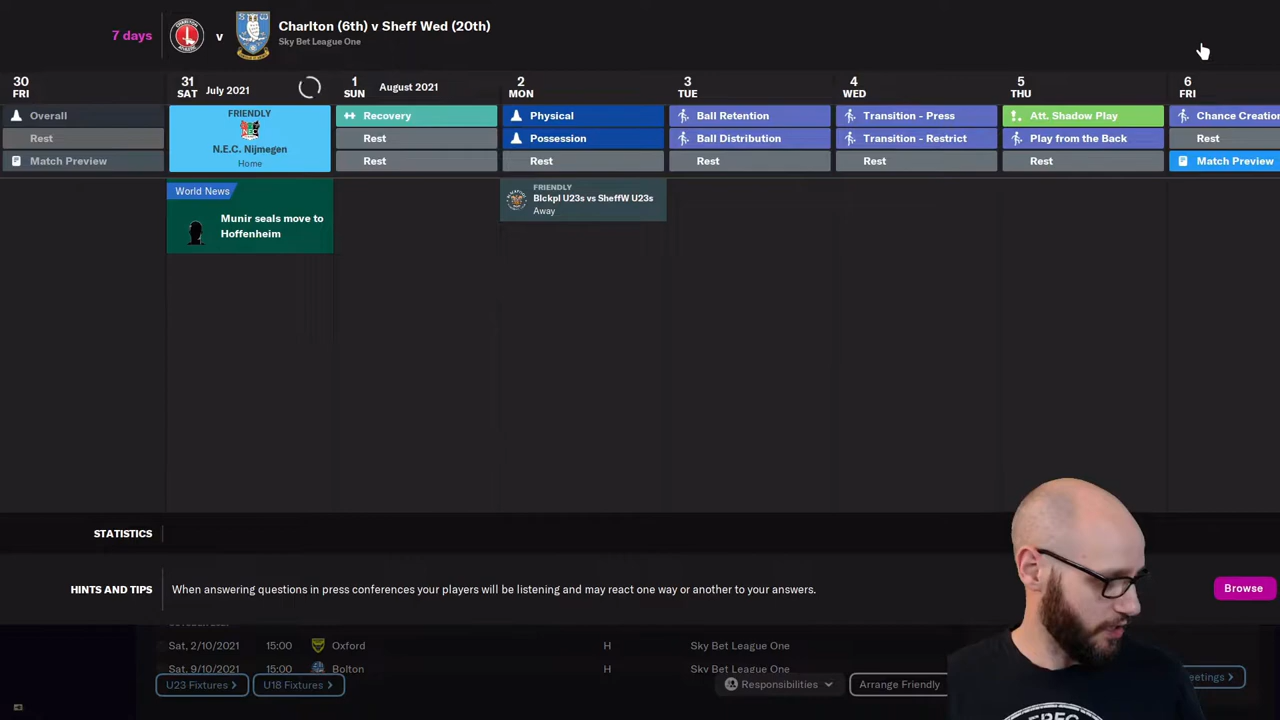 7 days
v
Charlton (6th) v Sheff Wed (20th)
Sky Bet League One
30
FRI
31
SAT July 2021
1
SUN August 2021
2
MON
3
TUE
4
WED
5
THU
6
FRI
Overall
Rest
Match Preview
FRIENDLY
N.E.C. Nijmegen
Home
Recovery
Rest
Rest
Physical
Possession
Rest
Ball Retention
Ball Distribution
Rest
Transition - Press
Transition - Restrict
Rest
Att. Shadow Play
Play from the Back
Rest
Chance Creation
Rest
Match Preview
World News
Munir seals move to
Hoffenheim
FRIENDLY
Blckpl U23s vs SheffW U23s
Away
STATISTICS
HINTS AND TIPS
When answering questions in press conferences your players will be listening and may react one way or another to your answers.
Browse
Sat, 2/10/2021 15:00 Oxford H Sky Bet League One
Sat, 9/10/2021 15:00 Bolton H Sky Bet League One
U23 Fixtures >
U18 Fixtures >
Responsibilities
Arrange Friendly